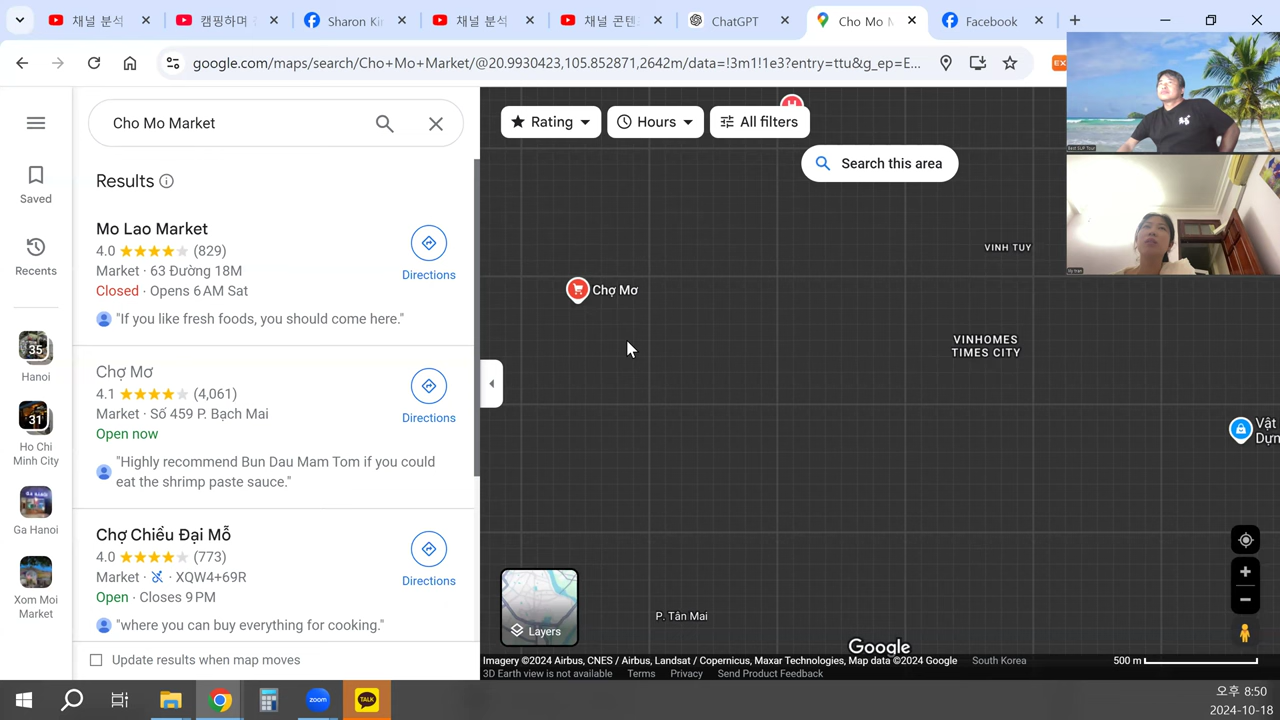 채널 분석
캠핑하며
Sharon Ki
채널 분석
채널 콘텐
ChatGPT
Cho Mo M
Facebook
google.com/maps/search/Cho+Mo+Market/@20.9930423,105.852871,2642m/data=!3m1!1e3?entry=ttu&g_ep=E...
Cho Mo Market
Rating
Hours
All filters
Search this area
Saved
Recents
35
Hanoi
31
Ho Chi
Minh City
Ga Hanoi
Xom Moi
Market
Results
Mo Lao Market
4.0 (829)
Market · 63 Đường 18M
Closed · Opens 6 AM Sat
"If you like fresh foods, you should come here."
Directions
Chợ Mơ
4.1 (4,061)
Market · Số 459 P. Bạch Mai
Open now
"Highly recommend Bun Dau Mam Tom if you could
eat the shrimp paste sauce."
Directions
Chợ Chiều Đại Mỗ
4.0 (773)
Market · XQW4+69R
Open · Closes 9 PM
"where you can buy everything for cooking."
Directions
Update results when map moves
VINH TUY
Chợ Mơ
VINHOMES
TIMES CITY
Vật
Dụn
P. Tân Mai
Layers
Google
Imagery ©2024 Airbus, CNES / Airbus, Landsat / Copernicus, Maxar Technologies, Map data ©2024 Google
South Korea
500 m
3D Earth view is not available
Terms
Privacy
Send Product Feedback
Best SUP Tour
zoom
TALK
오후 8:50
2024-10-18